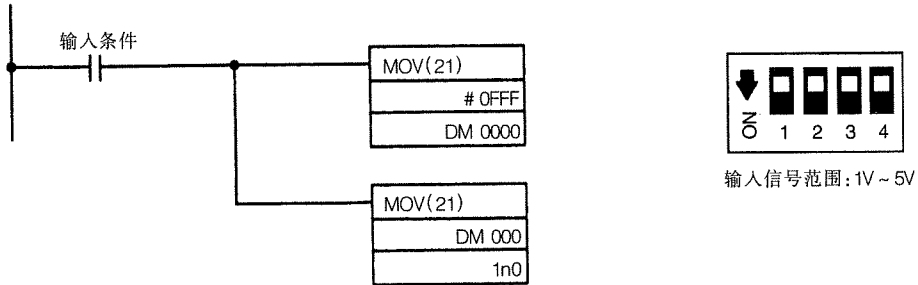 输入条件
MOV(21)
# 0FFF
DM 0000
MOV(21)
DM 000
1n0
ON
1 2 3 4
输入信号范围:1V~5V